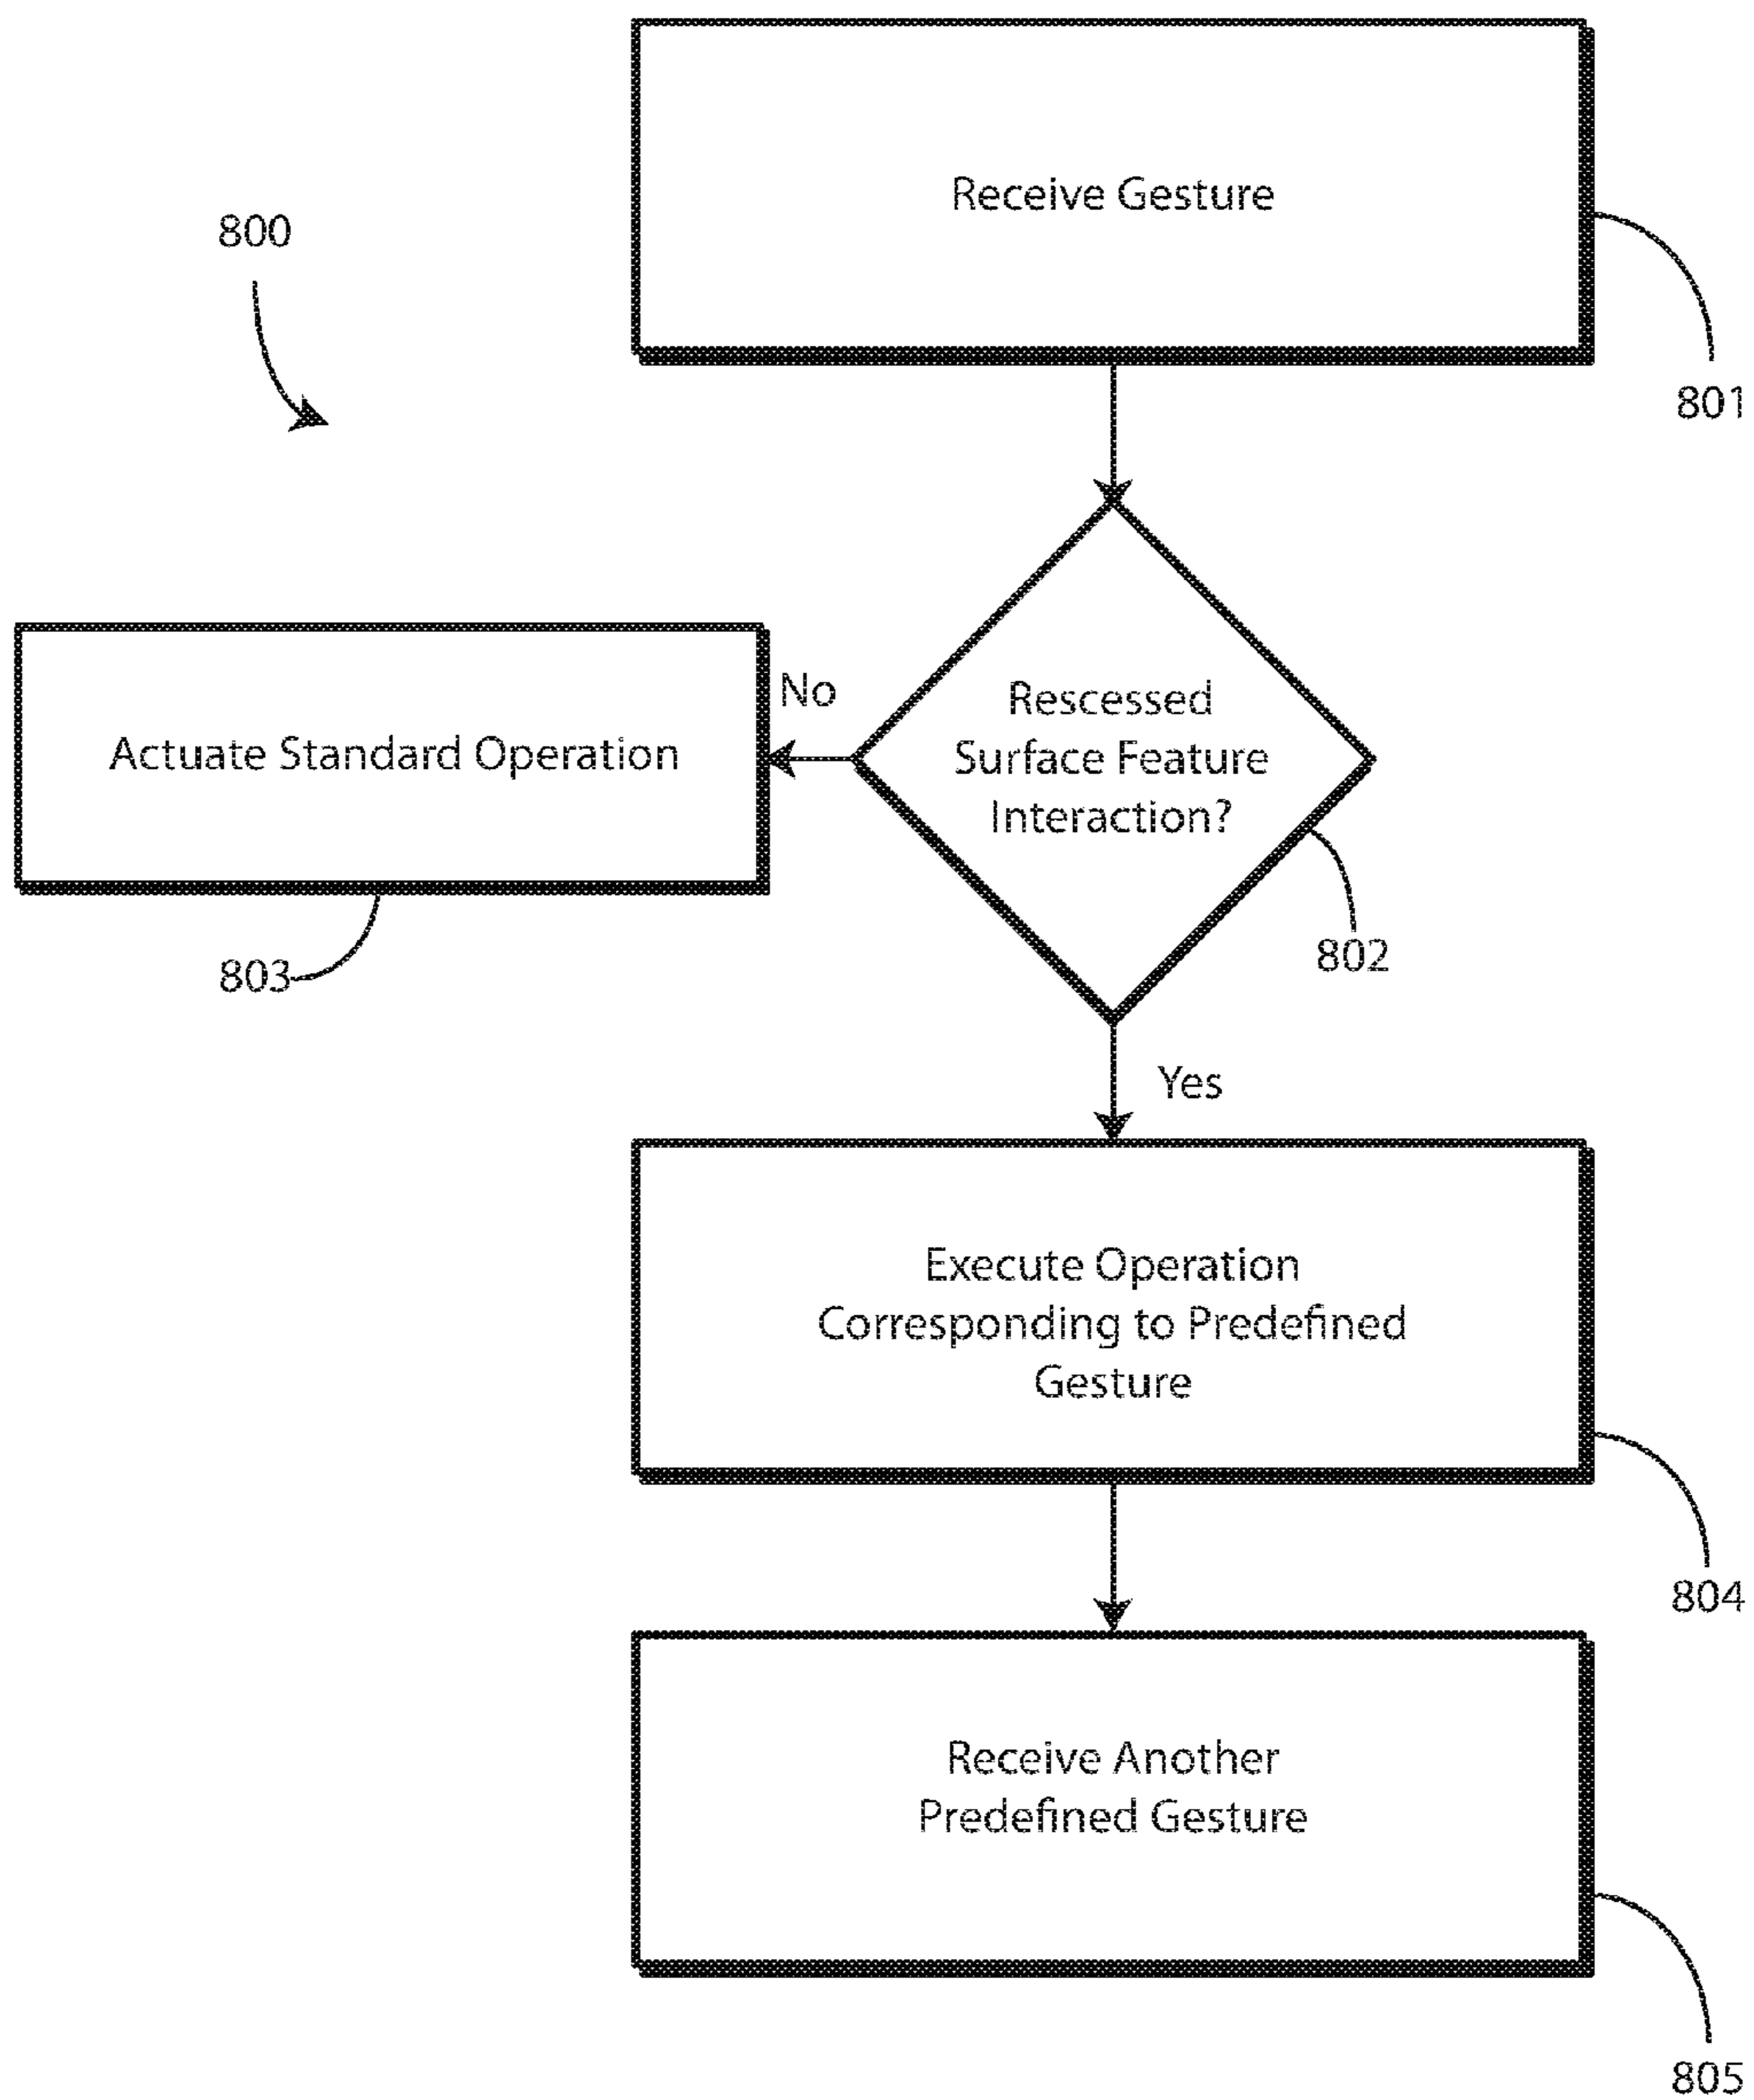 Receive Gesture
800
801
No
Rescessed
Surface Feature
Interaction?
Actuate Standard Operation
802
803
Yes
Execute Operation
Corresponding to Predefined
Gesture
804
Receive Another
Predefined Gesture
805